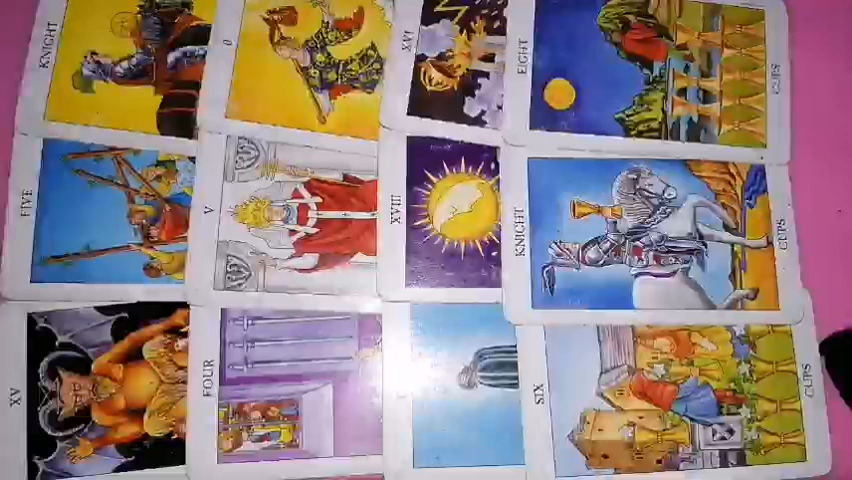 KNIGHT
0
XVI
EIGHT
CUPS
FIVE
V
XVIII
KNIGHT
CUPS
XV
FOUR
SIX
CUPS